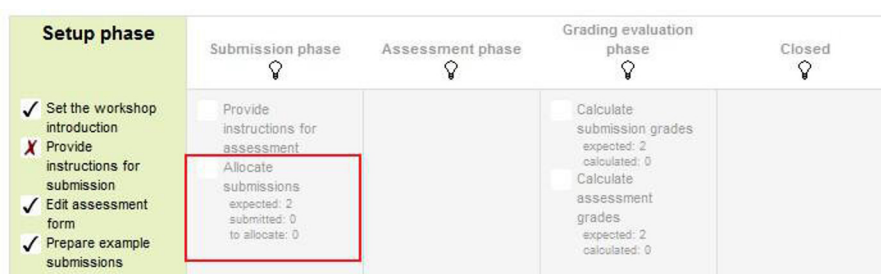 Setup phase
Submission phase
Assessment phase
Grading evaluation
phase
Closed
Set the workshop
introduction
Provide
instructions for
submission
Edit assessment
form
Prepare example
submissions
Provide
instructions for
assessment
Allocate
submissions
expected: 2
submitted: 0
to allocate: 0
Calculate
submission grades
expected: 2
calculated: 0
Calculate
assessment
grades
expected: 2
calculated: 0